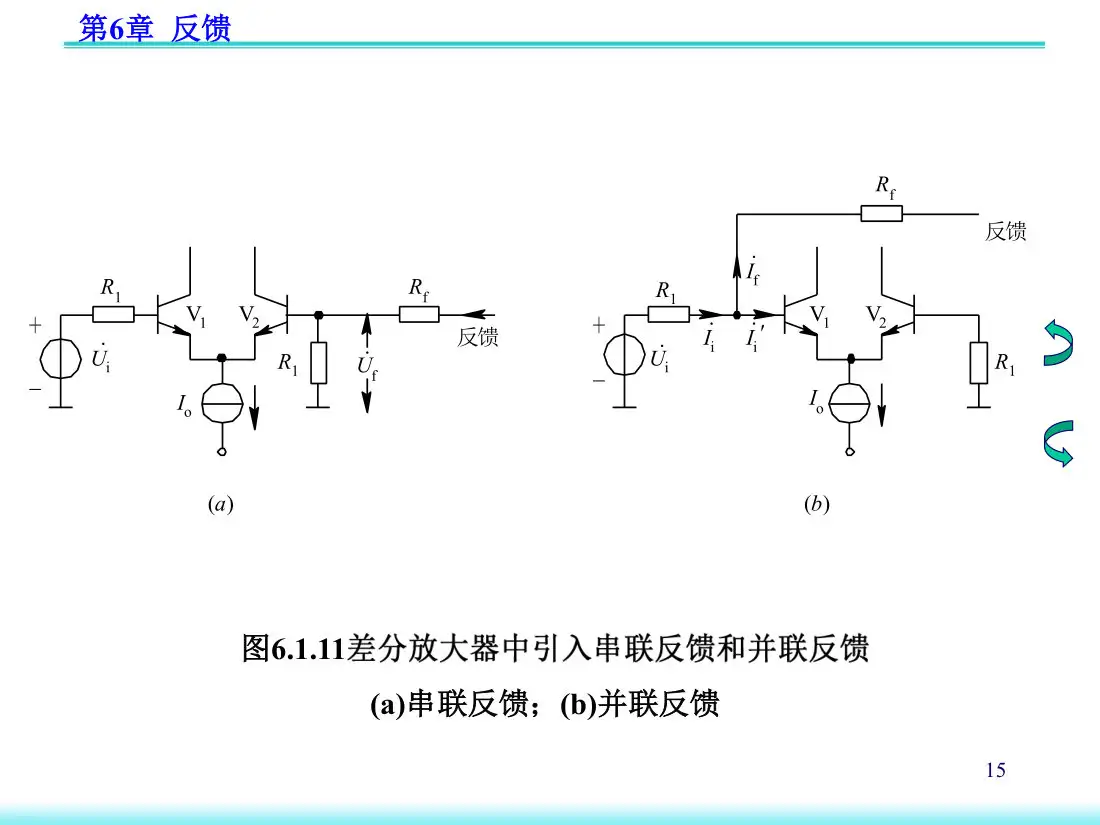 第6章 反馈
R1
V1
V2
Rf
反馈
+
U̇i
−
R1
U̇f
Io
(a)
Rf
反馈
İf
R1
V1
V2
+
İi
İi′
U̇i
−
R1
Io
(b)
图6.1.11差分放大器中引入串联反馈和并联反馈
(a)串联反馈；(b)并联反馈
15